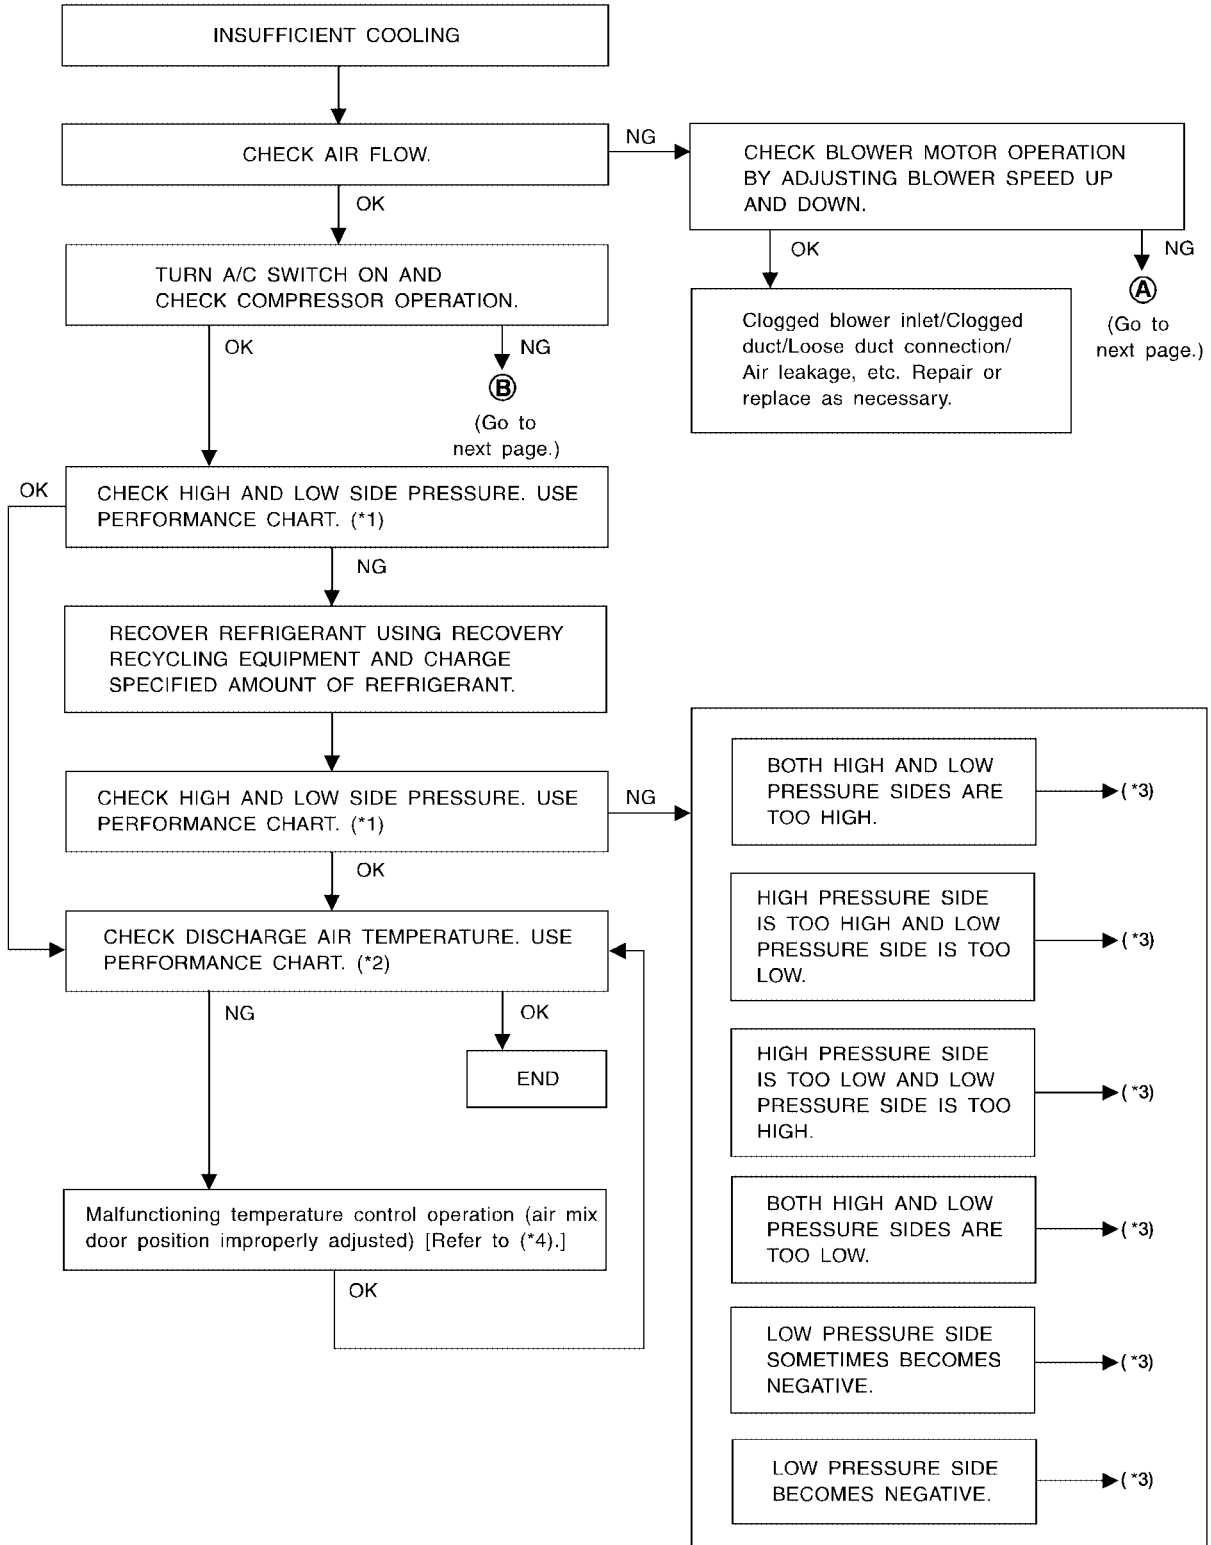 INSUFFICIENT COOLING
CHECK AIR FLOW.
NG
CHECK BLOWER MOTOR OPERATION
BY ADJUSTING BLOWER SPEED UP
AND DOWN.
OK
OK
NG
TURN A/C SWITCH ON AND
CHECK COMPRESSOR OPERATION.
A
(Go to
next page.)
Clogged blower inlet/Clogged
duct/Loose duct connection/
Air leakage, etc. Repair or
replace as necessary.
OK
NG
B
(Go to
next page.)
OK
CHECK HIGH AND LOW SIDE PRESSURE. USE
PERFORMANCE CHART. (*1)
NG
RECOVER REFRIGERANT USING RECOVERY
RECYCLING EQUIPMENT AND CHARGE
SPECIFIED AMOUNT OF REFRIGERANT.
CHECK HIGH AND LOW SIDE PRESSURE. USE
PERFORMANCE CHART. (*1)
NG
OK
CHECK DISCHARGE AIR TEMPERATURE. USE
PERFORMANCE CHART. (*2)
NG
OK
END
Malfunctioning temperature control operation (air mix
door position improperly adjusted) [Refer to (*4).]
OK
BOTH HIGH AND LOW
PRESSURE SIDES ARE
TOO HIGH.
(*3)
HIGH PRESSURE SIDE
IS TOO HIGH AND LOW
PRESSURE SIDE IS TOO
LOW.
(*3)
HIGH PRESSURE SIDE
IS TOO LOW AND LOW
PRESSURE SIDE IS TOO
HIGH.
(*3)
BOTH HIGH AND LOW
PRESSURE SIDES ARE
TOO LOW.
(*3)
LOW PRESSURE SIDE
SOMETIMES BECOMES
NEGATIVE.
(*3)
LOW PRESSURE SIDE
BECOMES NEGATIVE.
(*3)